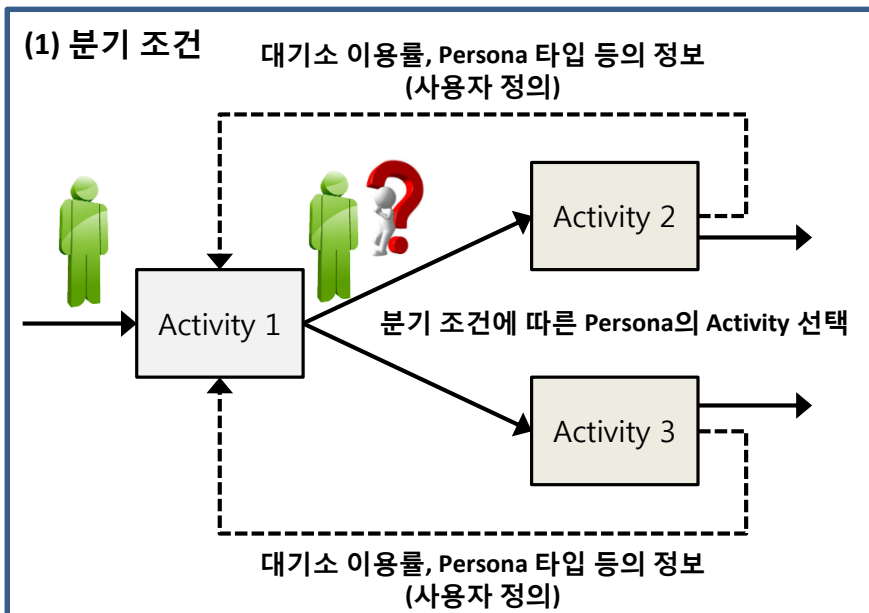 (1) 분기 조건
대기소 이용률, Persona 타입 등의 정보
(사용자 정의)
Activity 2
Activity 1
분기 조건에 따른 Persona의 Activity 선택
Activity 3
대기소 이용률, Persona 타입 등의 정보
(사용자 정의)